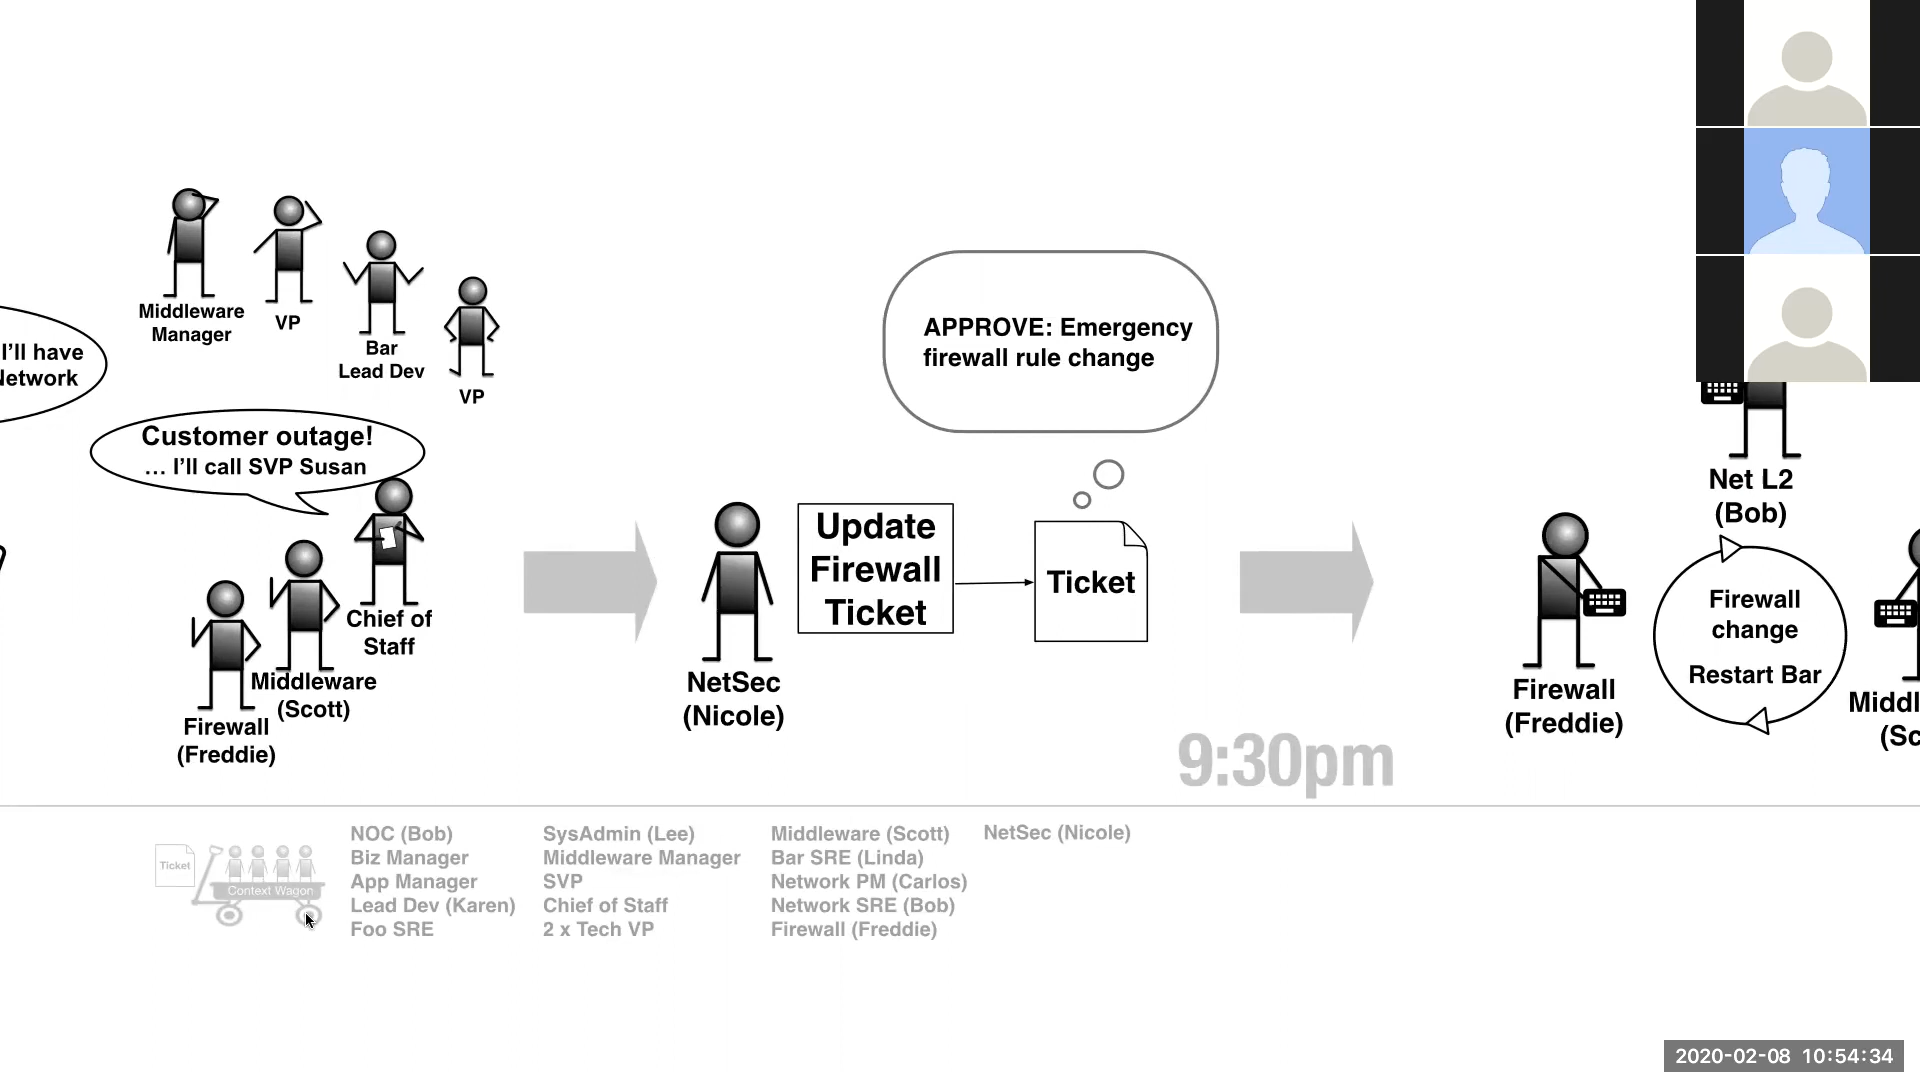 I’ll have
Network
Middleware
Manager
VP
Bar
Lead Dev
VP
Customer outage!
... I’ll call SVP Susan
Chief of
Staff
Middleware
(Scott)
Firewall
(Freddie)
NetSec
(Nicole)
Update
Firewall
Ticket
Ticket
APPROVE: Emergency
firewall rule change
9:30pm
Firewall
(Freddie)
Net L2
(Bob)
Firewall
change
Restart Bar
Middl
(Sc
Ticket
Context Wagon
NOC (Bob)
Biz Manager
App Manager
Lead Dev (Karen)
Foo SRE
SysAdmin (Lee)
Middleware Manager
SVP
Chief of Staff
2 x Tech VP
Middleware (Scott)
Bar SRE (Linda)
Network PM (Carlos)
Network SRE (Bob)
Firewall (Freddie)
NetSec (Nicole)
2020-02-08 10:54:34